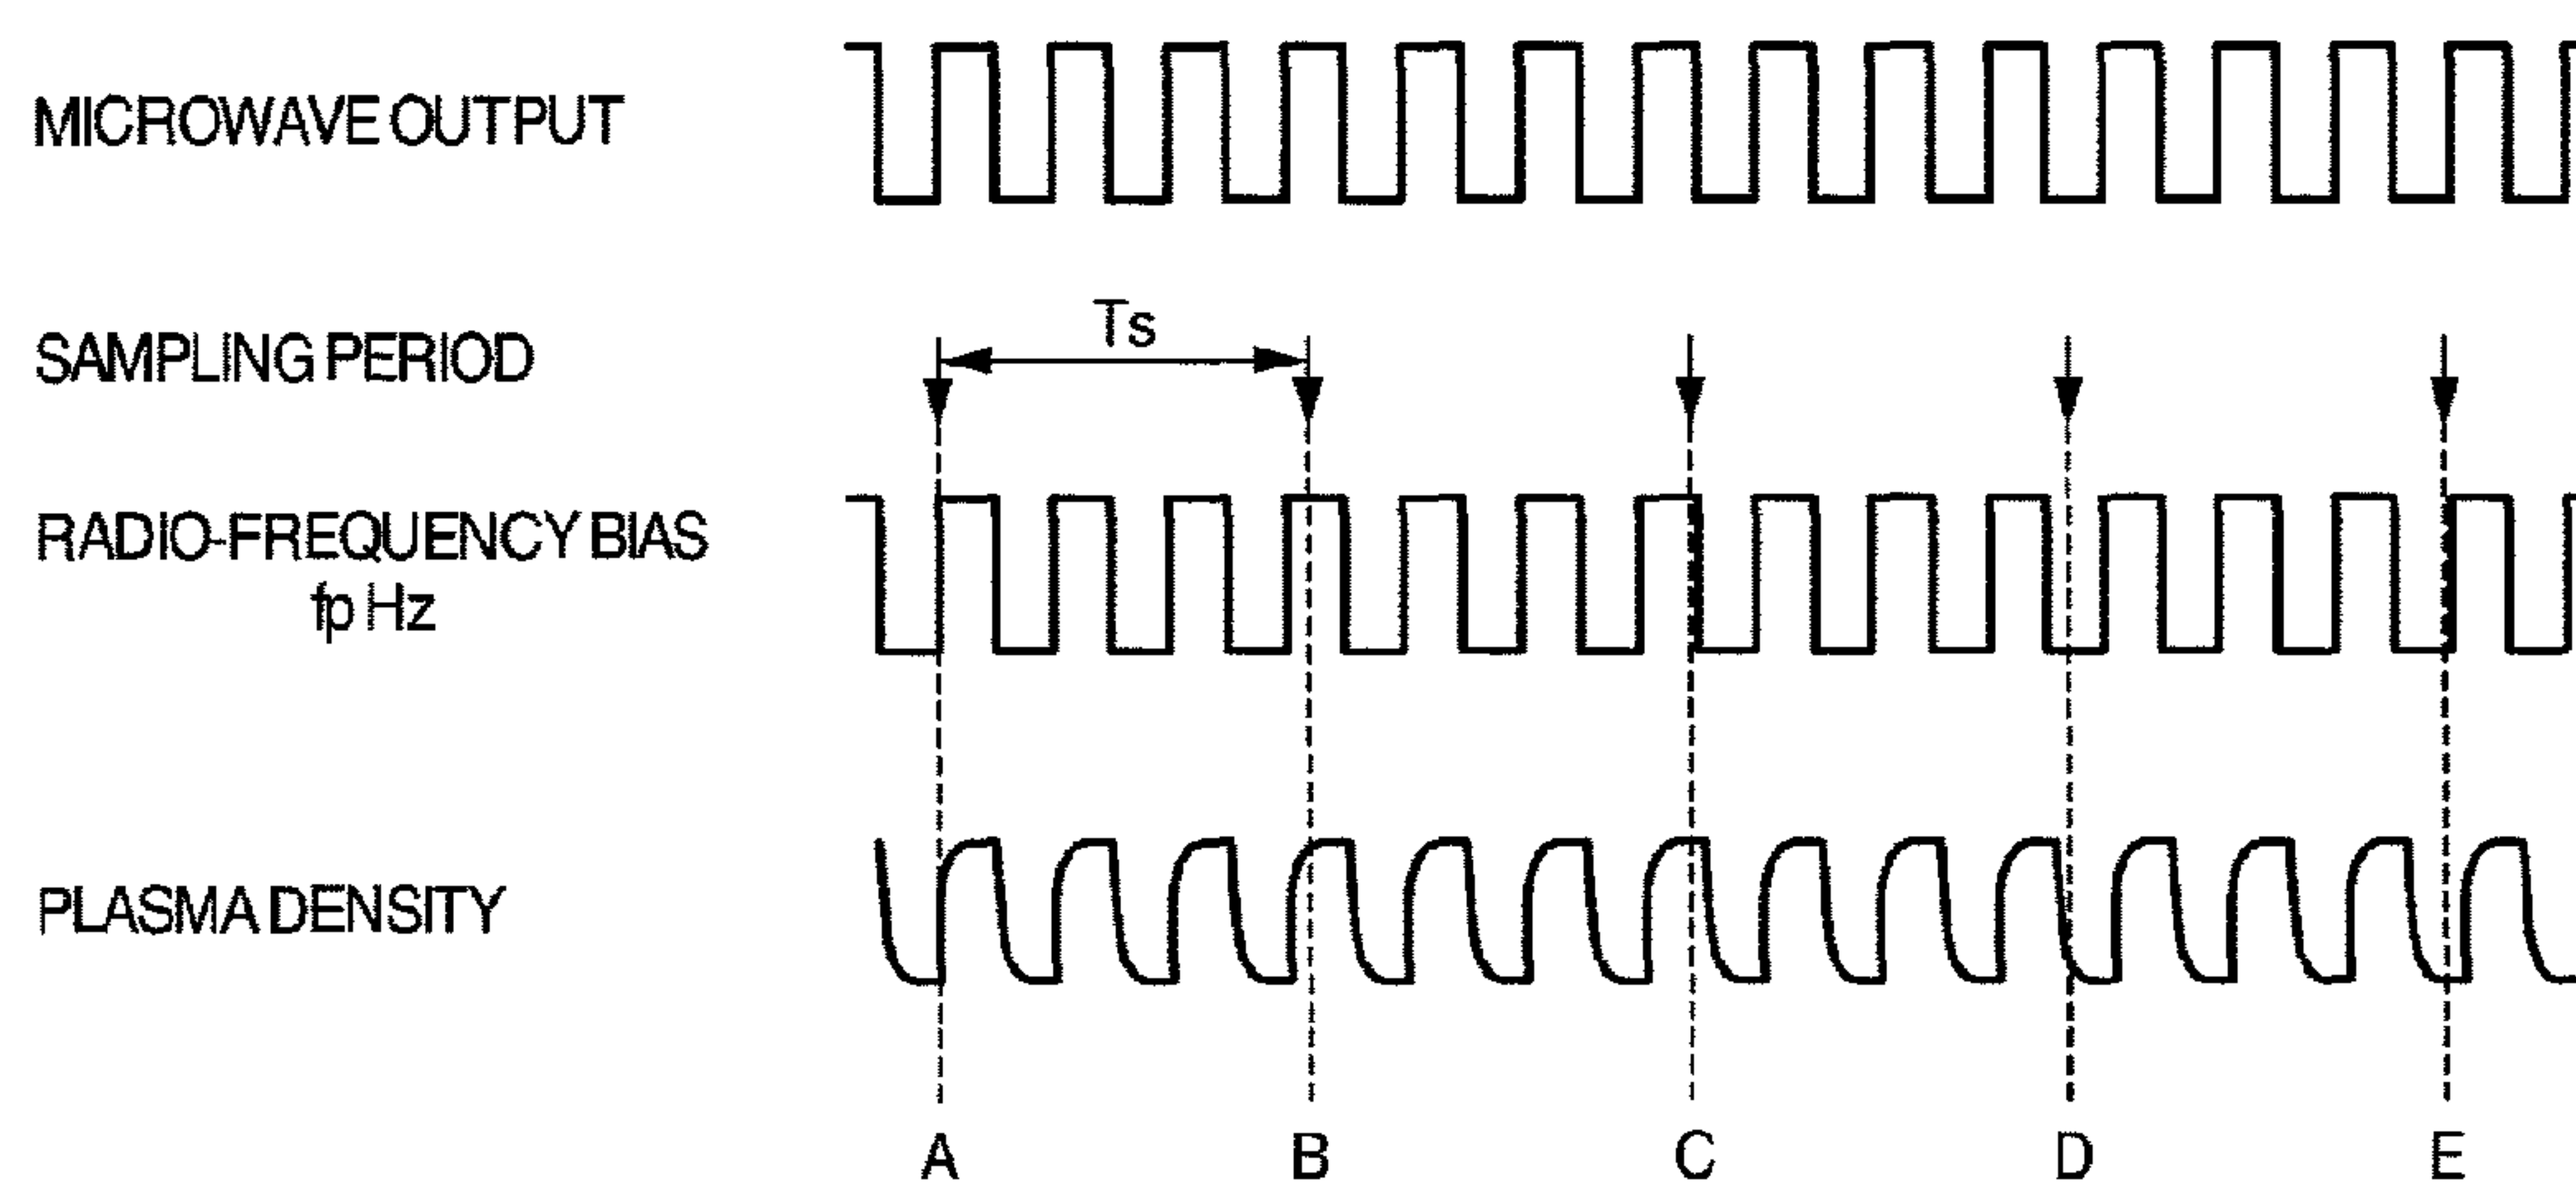 MICROWAVE OUTPUT
Ts
SAMPLING PERIOD
RADIO-FREQUENCY BIAS
fp Hz
PLASMA DENSITY
A B C D E